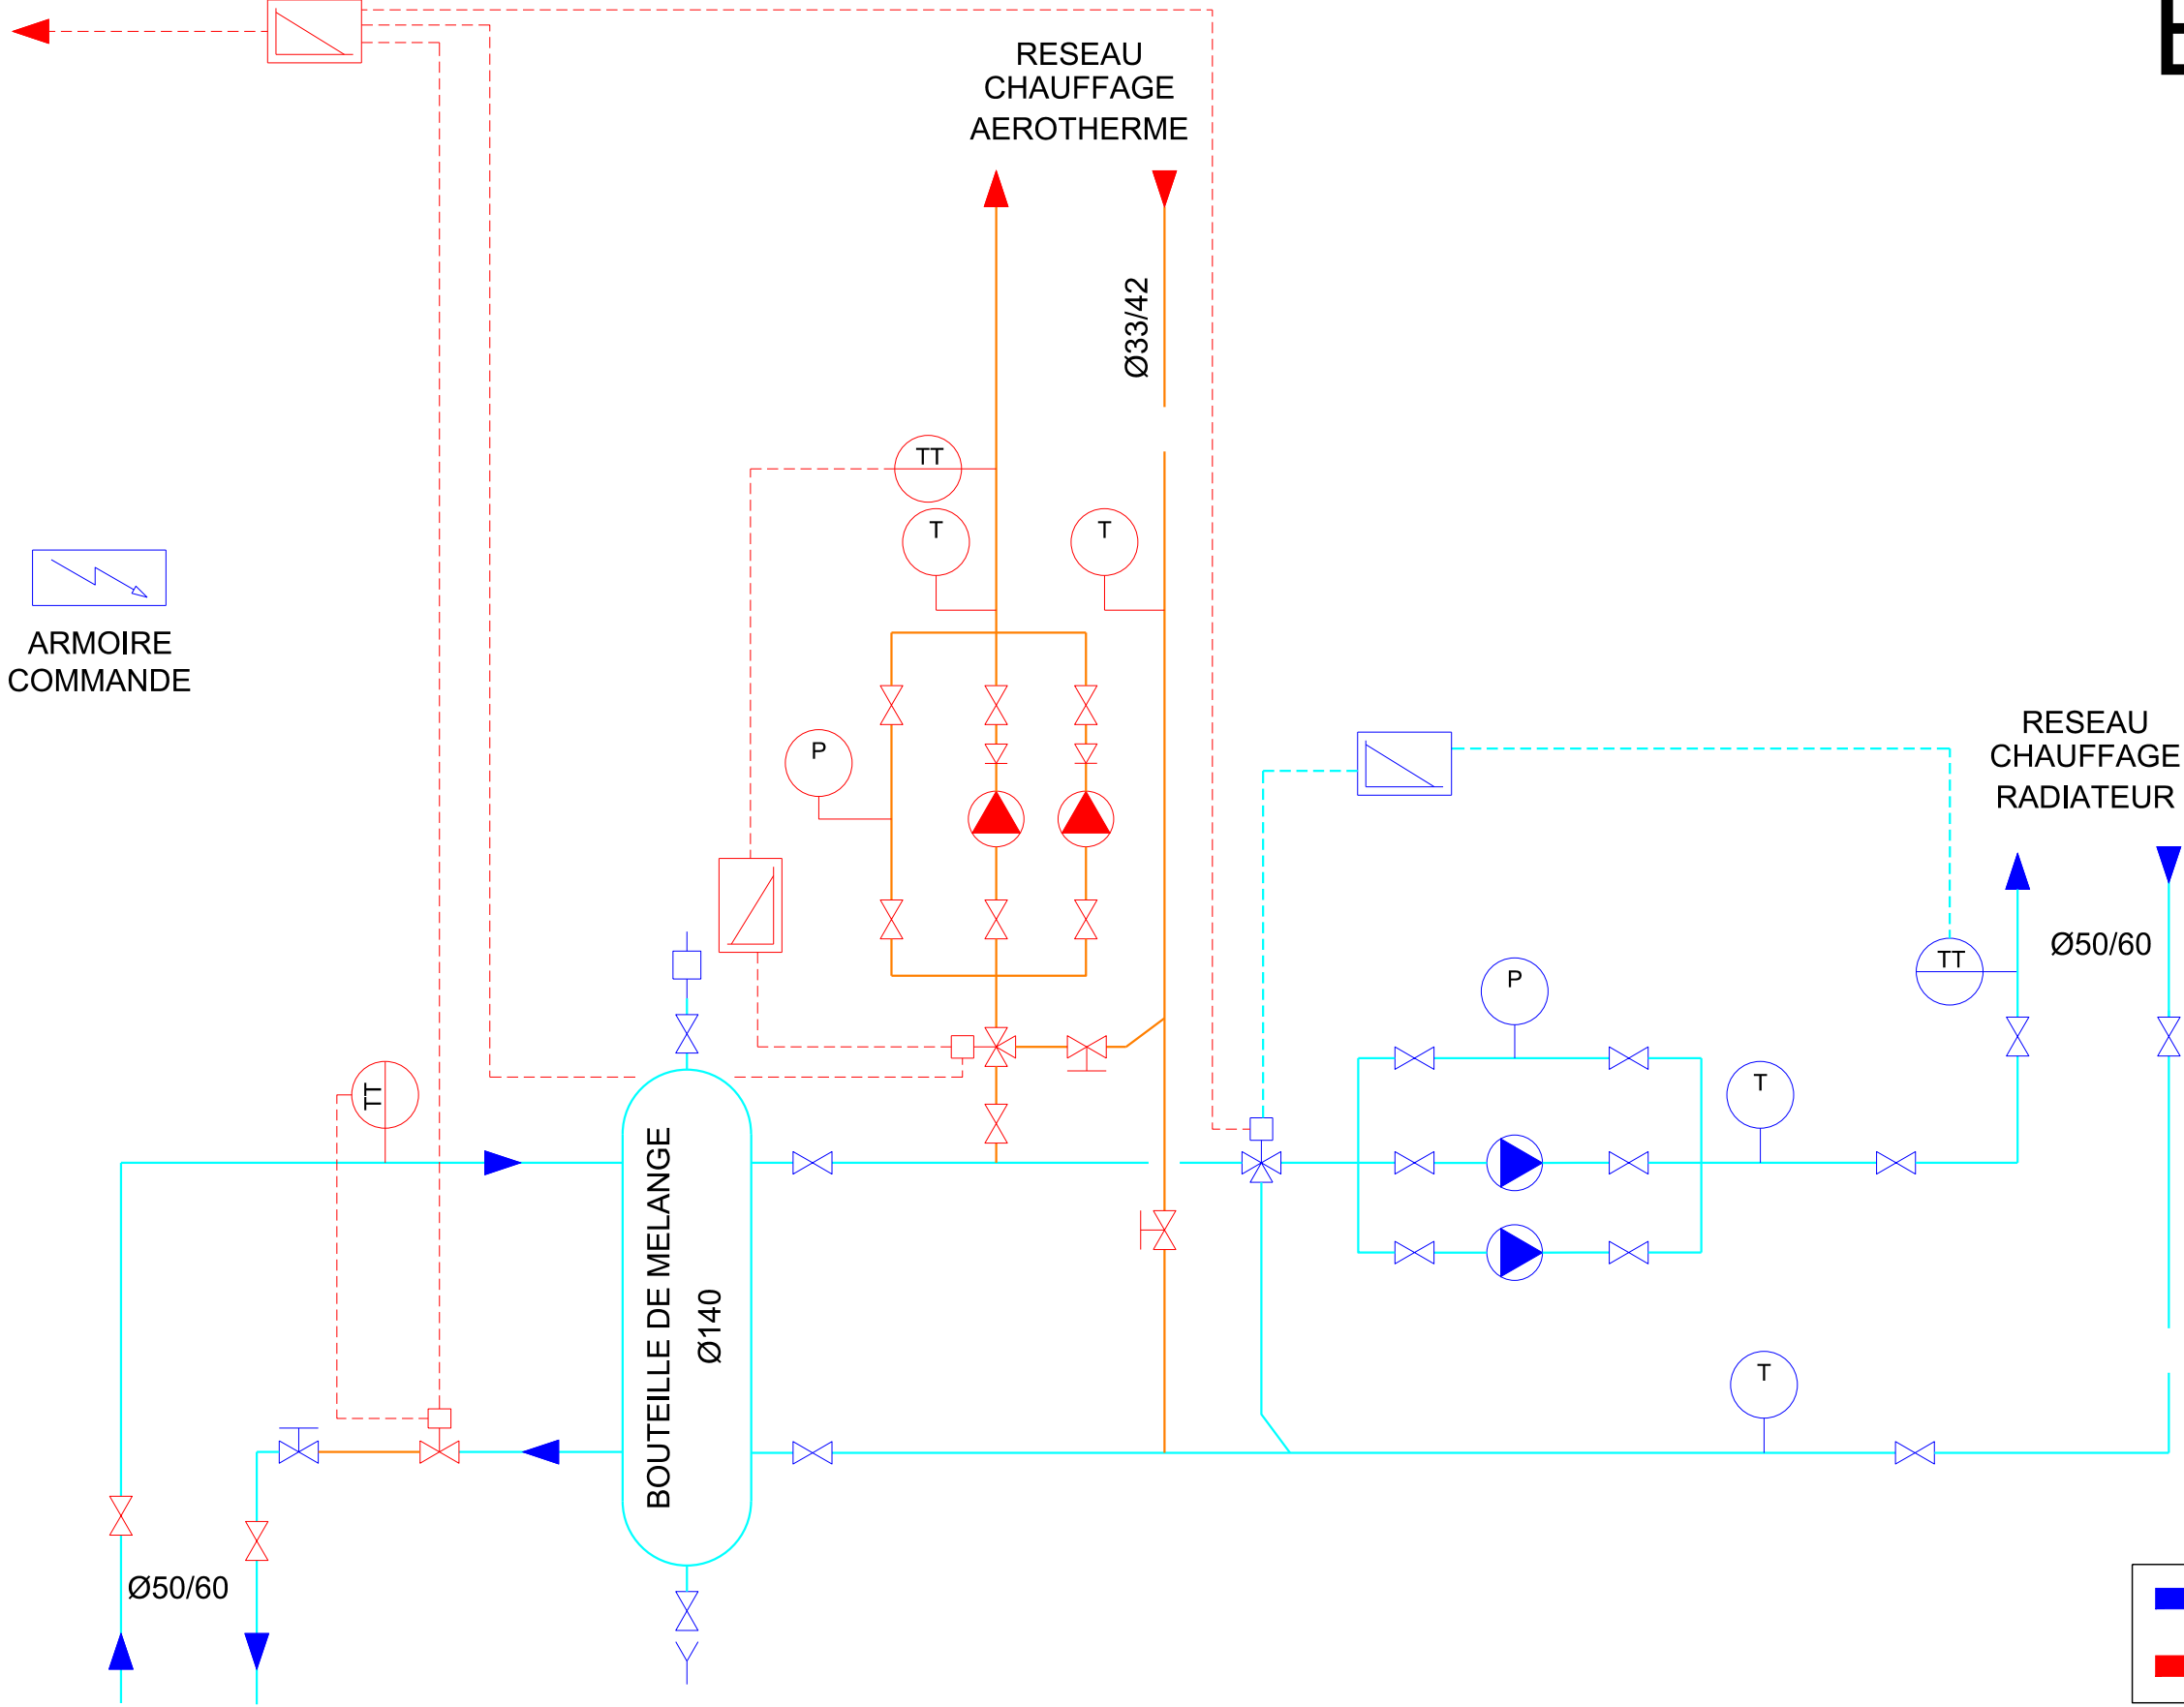 RESEAU
CHAUFFAGE
AEROTHERME
Ø33/42
TT
T
T
ARMOIRE
COMMANDE
P
RESEAU
CHAUFFAGE
RADIATEUR
Ø50/60
TT
P
T
TT
BOUTEILLE DE MELANGE
Ø140
T
Ø50/60